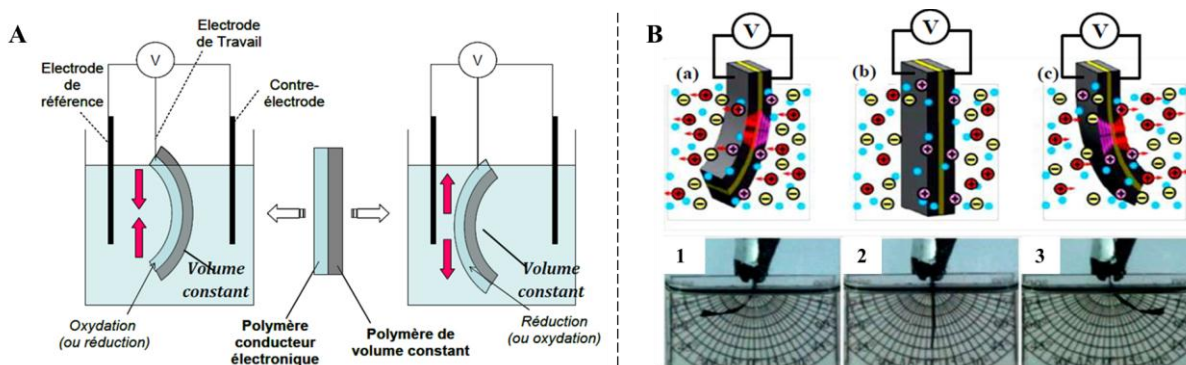 A
Electrode
de Travail
Electrode
de
référence
V
Contre-
électrode
V
Volume
constant
Oxydation
(ou réduction)
Polymère
conducteur
électronique
Polymère de
volume constant
Volume
constant
Réduction
(ou oxydation)
B
V
V
V
(a)
(b)
(c)
1
2
3